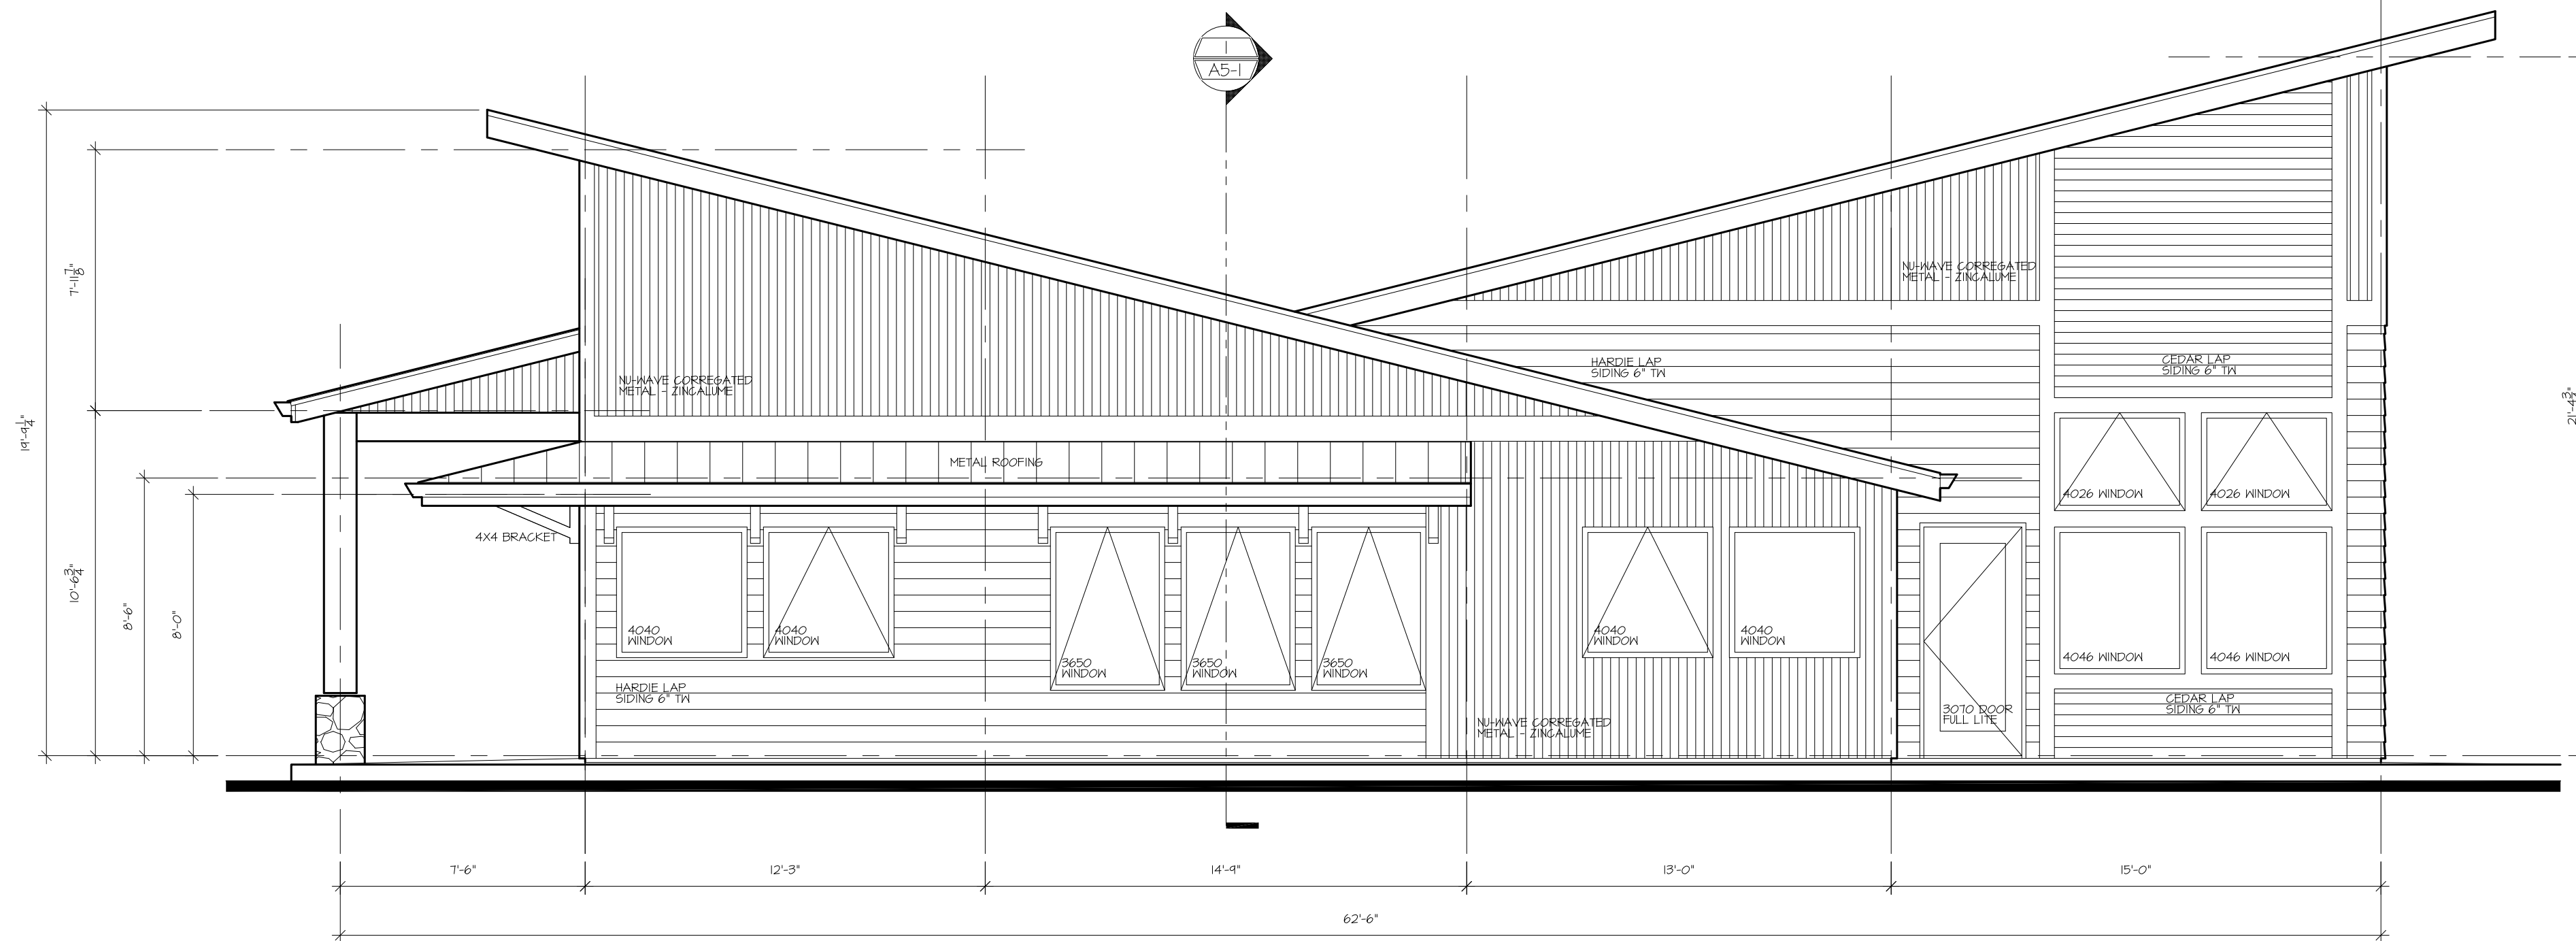 A5-1
NU-WAVE CORREGATED
METAL - ZINCALUME
HARDIE LAP
SIDING 6" TW
CEDAR LAP
SIDING 6" TW
NU-WAVE CORREGATED
METAL - ZINCALUME
METAL ROOFING
4X4 BRACKET
4026 WINDOW
4026 WINDOW
4040
WINDOW
4040
WINDOW
3650
WINDOW
3650
WINDOW
3650
WINDOW
4040
WINDOW
4040
WINDOW
4046 WINDOW
4046 WINDOW
HARDIE LAP
SIDING 6" TW
NU-WAVE CORREGATED
METAL - ZINCALUME
3070 DOOR
FULL LITE
CEDAR LAP
SIDING 6" TW
19'-9 1/4"
7'-11 7/8"
10'-6 3/4"
8'-6"
8'-0"
21'-4 3/4"
7'-6"
12'-3"
14'-9"
13'-0"
15'-0"
62'-6"